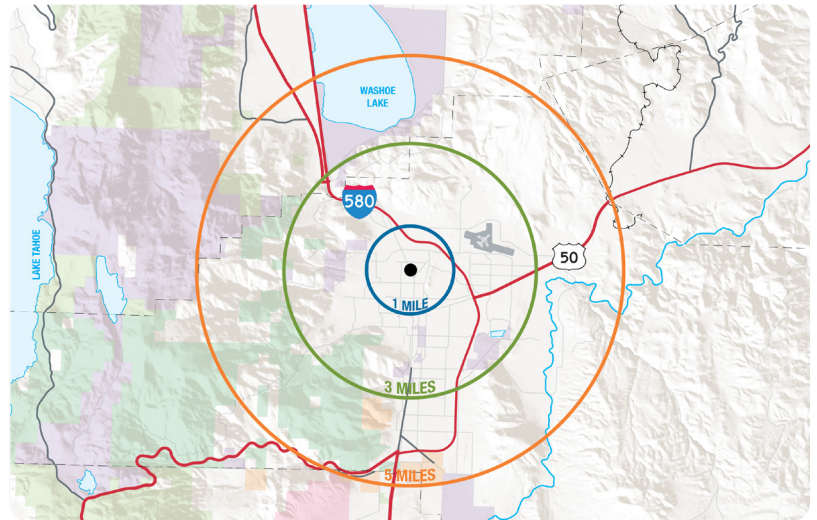 WASHOE
LAKE
580
LAKE TAHOE
50
1 MILE
3 MILES
5 MILES